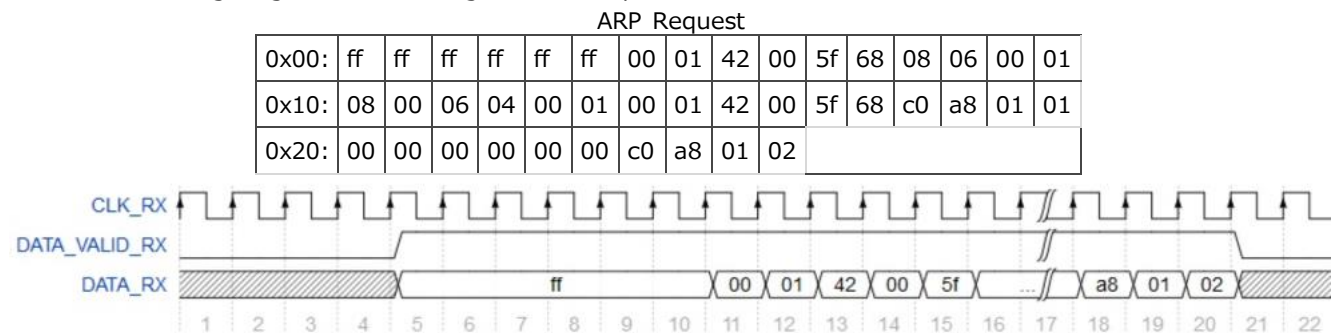 ARP Request
0x00: ff ff ff ff ff ff 00 01 42 00 5f 68 08 06 00 01
0x10: 08 00 06 04 00 01 00 01 42 00 5f 68 c0 a8 01 01
0x20: 00 00 00 00 00 00 c0 a8 01 02
CLK_RX
DATA_VALID_RX
DATA_RX ff 00 01 42 00 5f ... a8 01 02
1 2 3 4 5 6 7 8 9 10 11 12 13 14 15 16 17 18 19 20 21 22